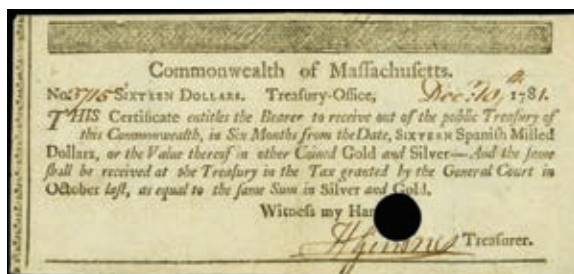 Commonwealth of Massachusetts.
No. 3715 SIXTEEN DOLLARS. Treasury-Office, Decr. 10th, 1781.
THIS Certificate entitles the Bearer to receive out of the public Treasury of
this Commonwealth, in Six Months from the Date, SIXTEEN Spanish Milled
Dollars, or the Value thereof in other Coined Gold and Silver—And the same
shall be received at the Treasury in the Tax granted by the General Court in
October last, as equal to the same Sum in Silver and Gold.
Witness my Han
Treasurer.